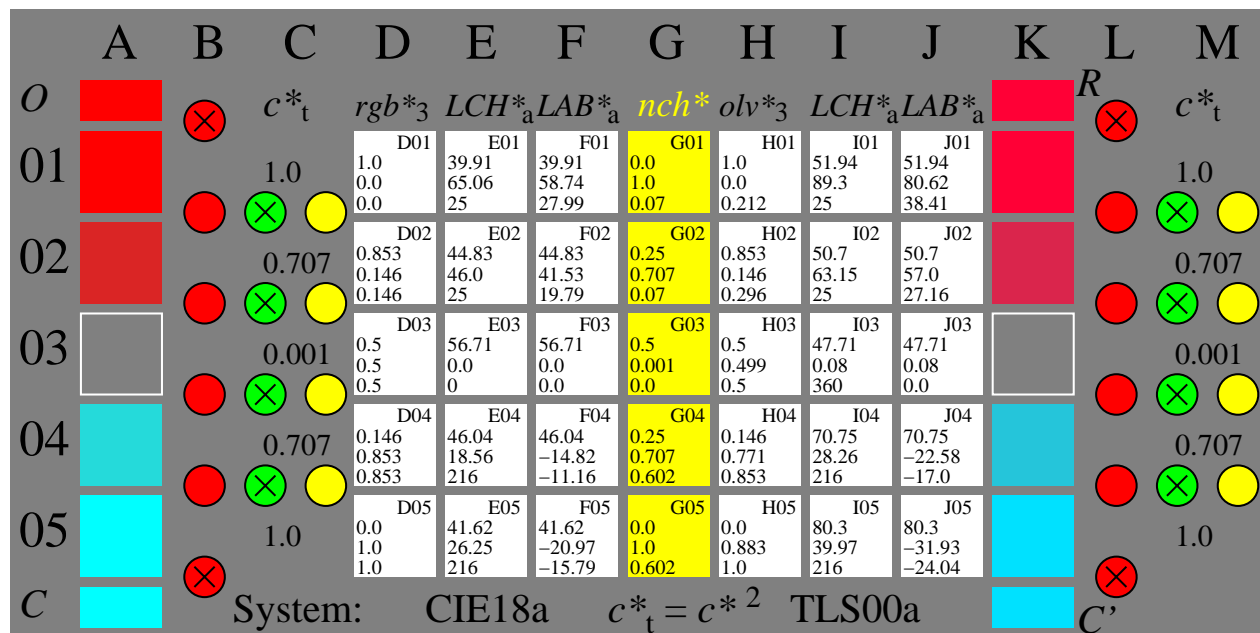 A B C D E F G H I J K L M
O c*t rgb*3 LCH*a LAB*a nch* olv*3 LCH*a LAB*a R c*t
D01 E01 F01 G01 H01 I01 J01
01 1.0 39.91 39.91 0.0 1.0 51.94 51.94
1.0 0.0 65.06 58.74 1.0 0.0 89.3 80.62 1.0
0.0 25 27.99 0.07 0.212 25 38.41
D02 E02 F02 G02 H02 I02 J02
02 0.853 44.83 44.83 0.25 0.853 50.7 50.7
0.707 0.146 46.0 41.53 0.707 0.146 63.15 57.0 0.707
0.146 25 19.79 0.07 0.296 25 27.16
D03 E03 F03 G03 H03 I03 J03
03 0.5 56.71 56.71 0.5 0.5 47.71 47.71
0.001 0.5 0.0 0.0 0.001 0.499 0.08 0.08 0.001
0.5 0 0.0 0.0 0.5 360 0.0
D04 E04 F04 G04 H04 I04 J04
04 0.146 46.04 46.04 0.25 0.146 70.75 70.75
0.707 0.853 18.56 −14.82 0.707 0.771 28.26 −22.58 0.707
0.853 216 −11.16 0.602 0.853 216 −17.0
D05 E05 F05 G05 H05 I05 J05
05 0.0 41.62 41.62 0.0 0.0 80.3 80.3
1.0 1.0 26.25 −20.97 1.0 0.883 39.97 −31.93 1.0
1.0 216 −15.79 0.602 1.0 216 −24.04
C System: CIE18a c*t = c* 2 TLS00a C'